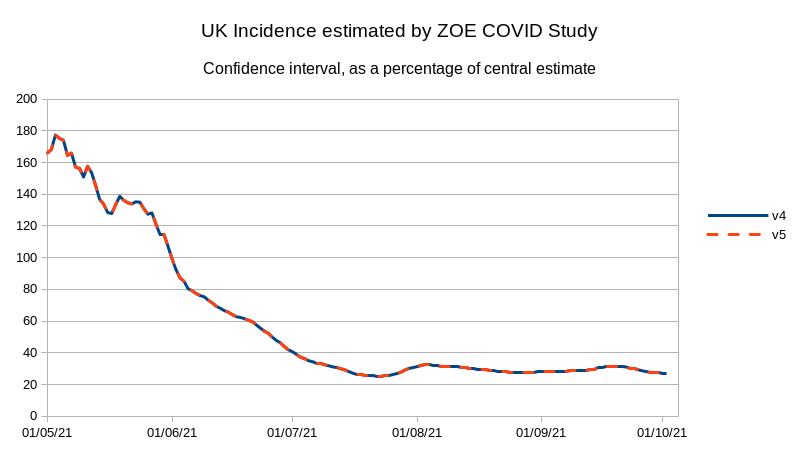 UK Incidence estimated by ZOE COVID Study
Confidence interval, as a percentage of central estimate
200
180
160
140
120
100
80
60
40
20
0
01/05/21 01/06/21 01/07/21 01/08/21 01/09/21 01/10/21
v4
v5